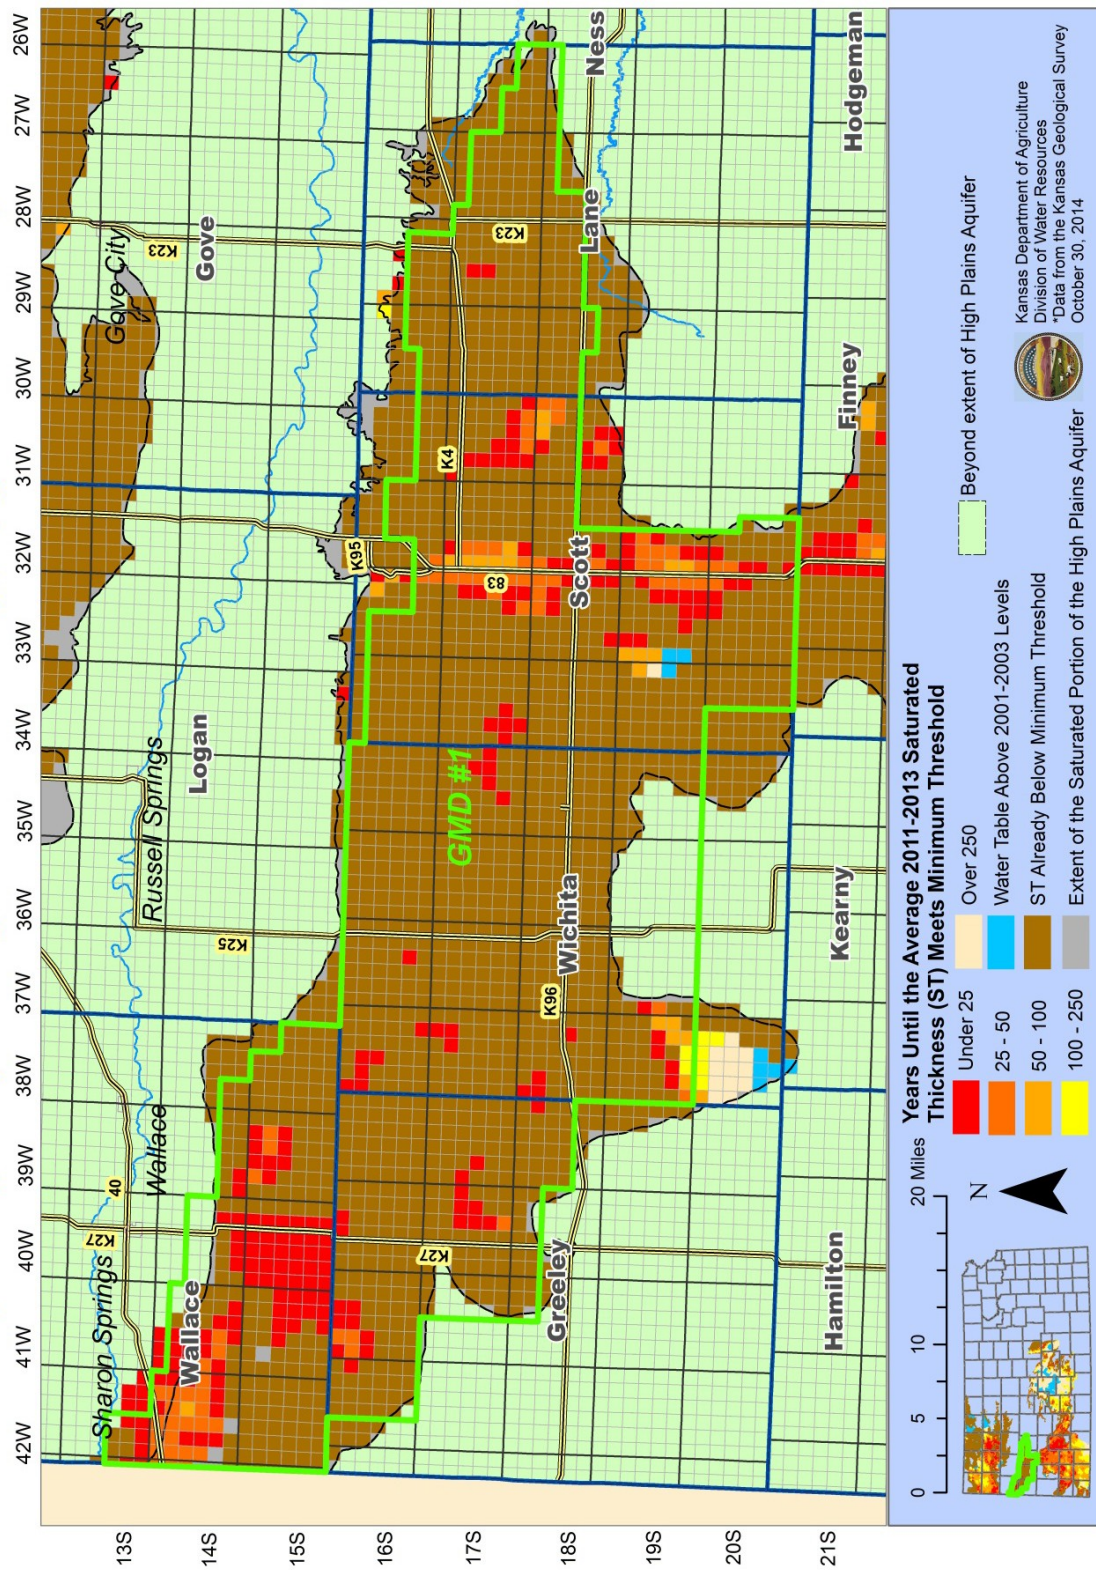 42W 41W 40W 39W 38W 37W 36W 35W 34W 33W 32W 31W 30W 29W 28W 27W 26W
13S
14S
15S
16S
17S
18S
19S
20S
21S
Sharon Springs
Wallace
Russell Springs
Gove City
K27
40
K25
K23
Wallace
Logan
Gove
K95
K4
83
K23
K27
K96
GMD #1
Greeley
Wichita
Scott
Lane
Ness
Hamilton
Kearny
Finney
Hodgeman
0 5 10 20 Miles
N
Years Until the Average 2011-2013 Saturated
Thickness (ST) Meets Minimum Threshold
Under 25
25 - 50
50 - 100
100 - 250
Over 250
Water Table Above 2001-2003 Levels
ST Already Below Minimum Threshold
Extent of the Saturated Portion of the High Plains Aquifer
Beyond extent of High Plains Aquifer
Kansas Department of Agriculture
Division of Water Resources
*Data from the Kansas Geological Survey
October 30, 2014